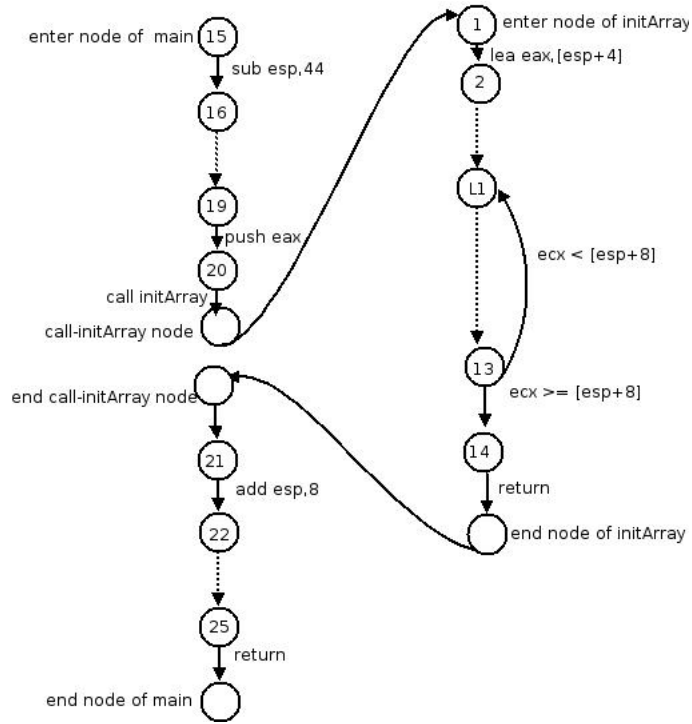 enter node of main
15
sub esp,44
16
19
push eax
20
call initArray
call-initArray node
end call-initArray node
21
add esp,8
22
25
return
end node of main
1
enter node of initArray
lea eax,[esp+4]
2
L1
ecx < [esp+8]
13
ecx >= [esp+8]
14
return
end node of initArray